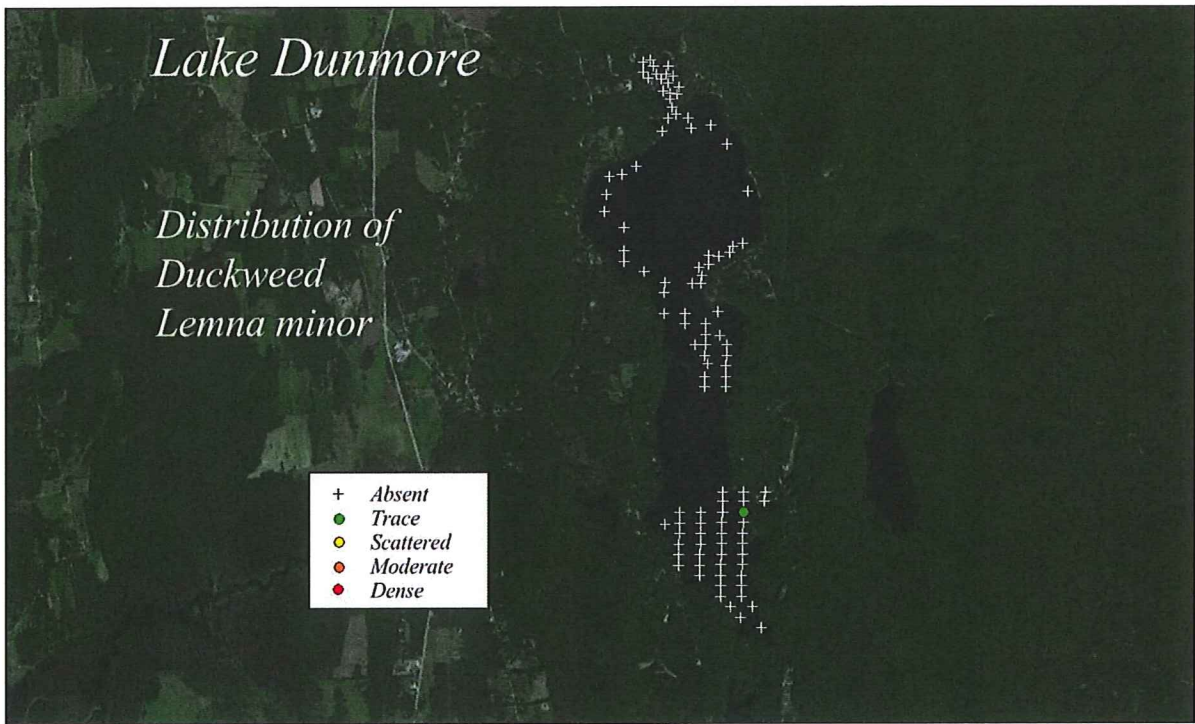 Lake Dunmore
Distribution of
Duckweed
Lemna minor
Absent
Trace
Scattered
Moderate
Dense